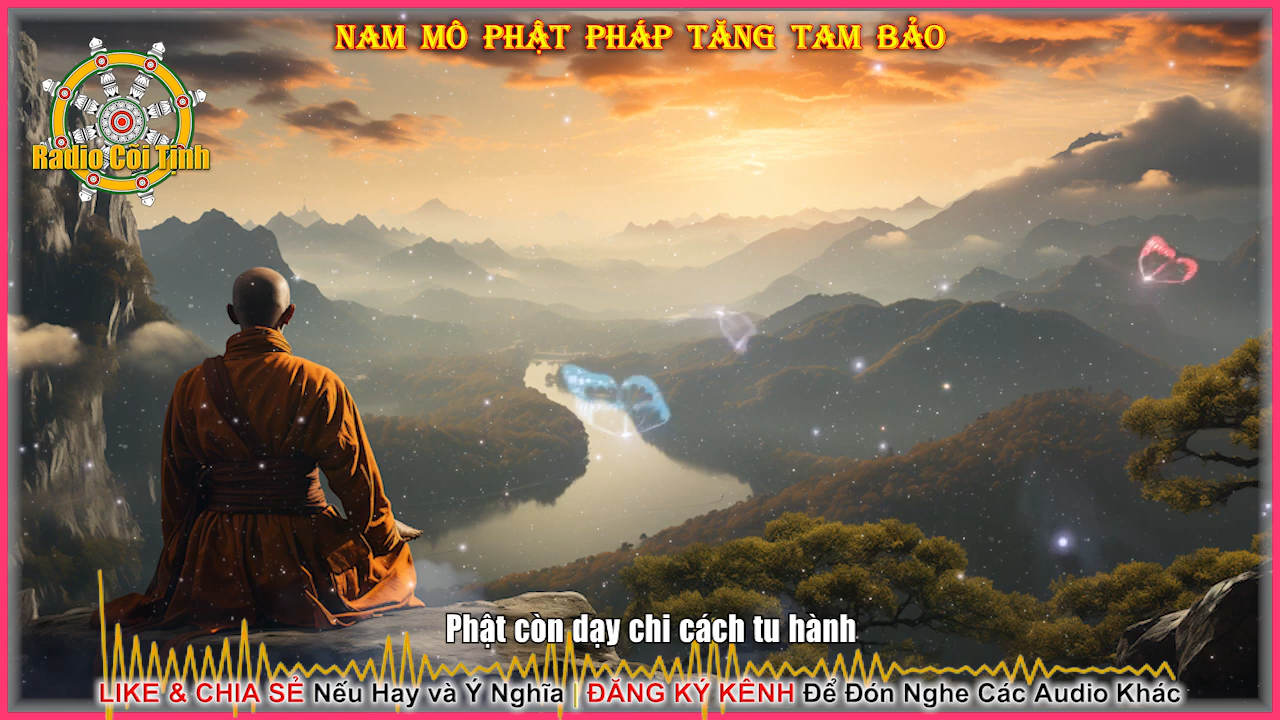 NAM MÔ PHẬT PHÁP TĂNG TAM BẢO
Radio Cõi Tịnh
Phật còn dạy chi cách tu hành
LIKE & CHIA SẺ Nếu Hay và Ý Nghĩa | ĐĂNG KÝ KÊNH Để Đón Nghe Các Audio Khác